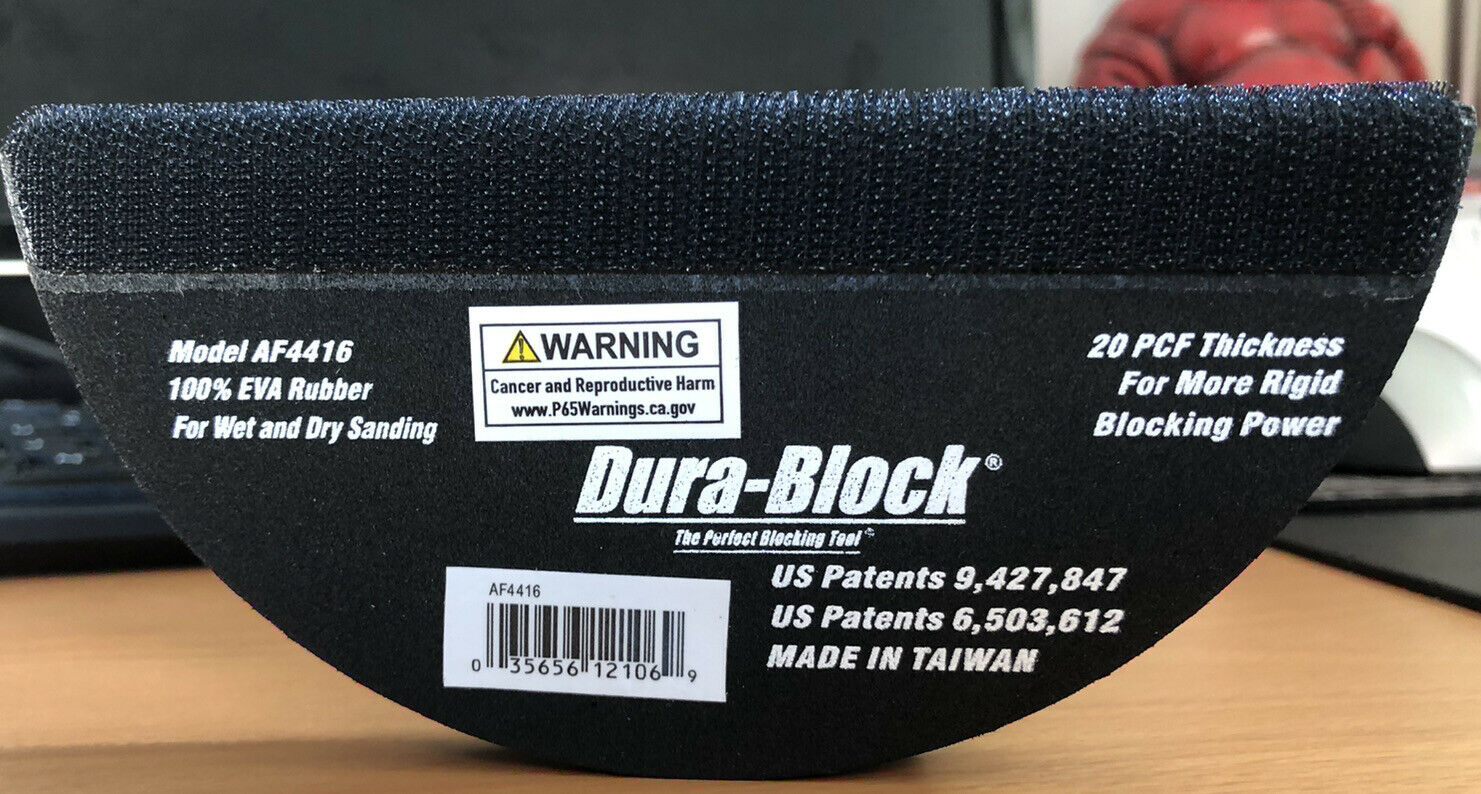 Model AF4416
100% EVA Rubber
For Wet and Dry Sanding
WARNING
Cancer and Reproductive Harm
www.P65Warnings.ca.gov
20 PCF Thickness
For More Rigid
Blocking Power
Dura-Block®
The Perfect Blocking Tool
AF4416
0 35656 12106 9
US Patents 9,427,847
US Patents 6,503,612
MADE IN TAIWAN